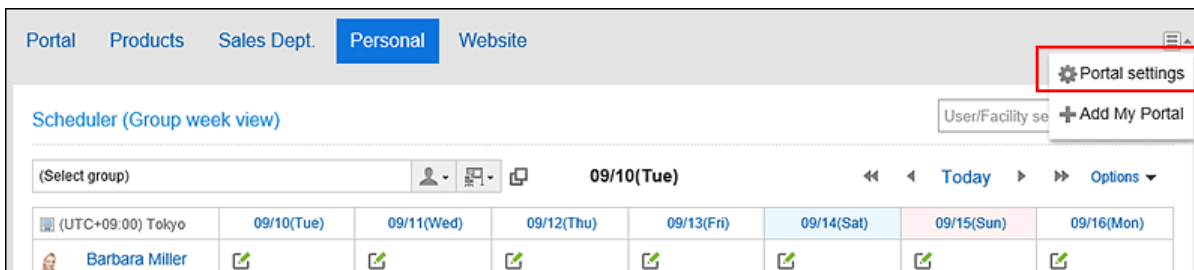 Portal Products Sales Dept. Personal Website
Portal settings
Add My Portal
Scheduler (Group week view) User/Facility se
(Select group) 09/10(Tue) Today Options
(UTC+09:00) Tokyo 09/10(Tue) 09/11(Wed) 09/12(Thu) 09/13(Fri) 09/14(Sat) 09/15(Sun) 09/16(Mon)
Barbara Miller